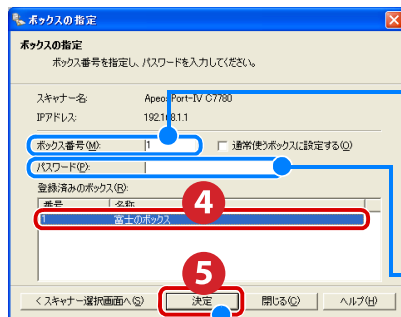 ボックスの指定
ボックスの指定
ボックス番号を指定し、パスワードを入力してください。
スキャナー名: ApeosPort-IV C7780
IPアドレス: 192.168.1.1
ボックス番号(M): 1 通常使うボックスに設定する(O)
パスワード(P):
登録済みのボックス(R):
4
番号 名称
1 富士のボックス
5
< スキャナー選択画面へ(S) 決定 閉じる(C) ヘルプ(H)